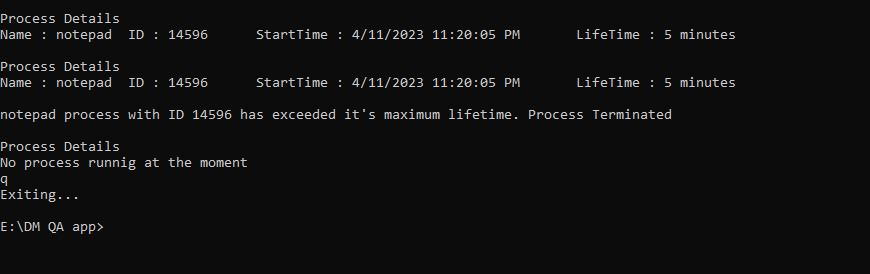 Process Details
Name : notepad  ID : 14596      StartTime : 4/11/2023 11:20:05 PM       LifeTime : 5 minutes
Process Details
Name : notepad  ID : 14596      StartTime : 4/11/2023 11:20:05 PM       LifeTime : 5 minutes
notepad process with ID 14596 has exceeded it's maximum lifetime. Process Terminated
Process Details
No process runnig at the moment
q
Exiting...
E:\DM QA app>